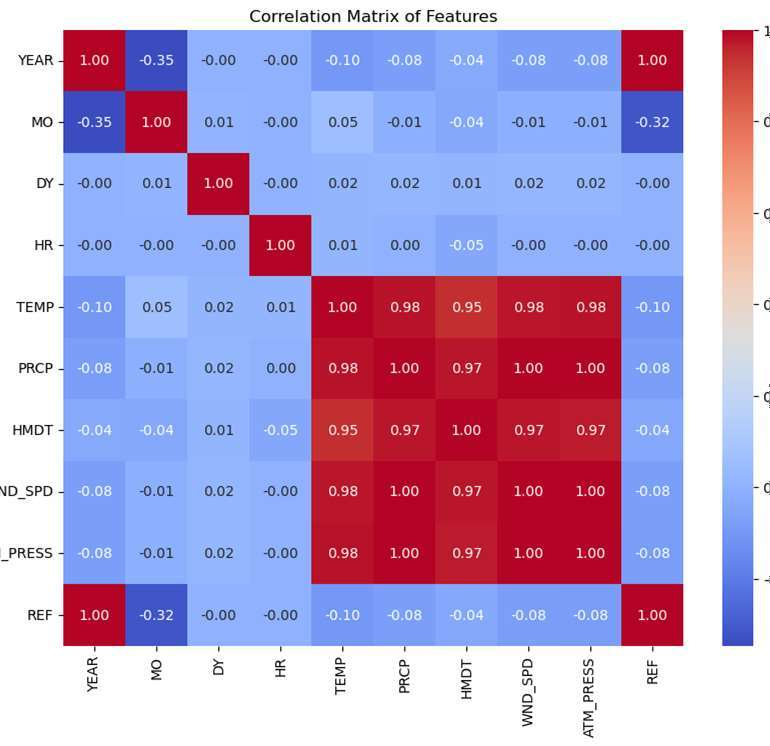 Correlation Matrix of Features
YEAR 1.00 -0.35 -0.00 -0.00 -0.10 -0.08 -0.04 -0.08 -0.08 1.00
MO -0.35 1.00 0.01 -0.00 0.05 -0.01 -0.04 -0.01 -0.01 -0.32
DY -0.00 0.01 1.00 -0.00 0.02 0.02 0.01 0.02 0.02 -0.00
HR -0.00 -0.00 -0.00 1.00 0.01 0.00 -0.05 -0.00 -0.00 -0.00
TEMP -0.10 0.05 0.02 0.01 1.00 0.98 0.95 0.98 0.98 -0.10
PRCP -0.08 -0.01 0.02 0.00 0.98 1.00 0.97 1.00 1.00 -0.08
HMDT -0.04 -0.04 0.01 -0.05 0.95 0.97 1.00 0.97 0.97 -0.04
ND_SPD -0.08 -0.01 0.02 -0.00 0.98 1.00 0.97 1.00 1.00 -0.08
_PRESS -0.08 -0.01 0.02 -0.00 0.98 1.00 0.97 1.00 1.00 -0.08
REF 1.00 -0.32 -0.00 -0.00 -0.10 -0.08 -0.04 -0.08 -0.08 1.00
YEAR MO DY HR TEMP PRCP HMDT WND_SPD ATM_PRESS REF